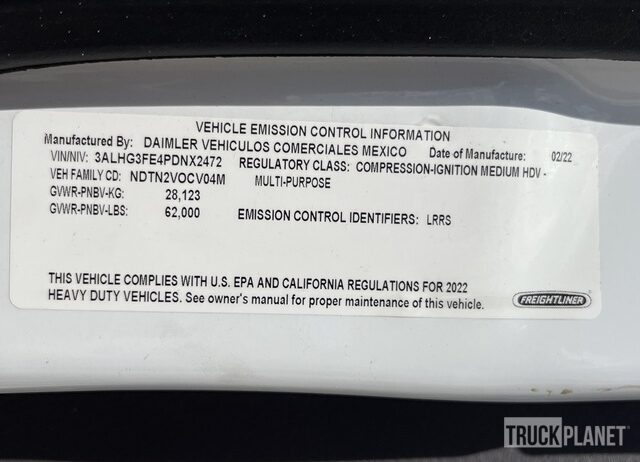 VEHICLE EMISSION CONTROL INFORMATION
Manufactured By: DAIMLER VEHICULOS COMERCIALES MEXICO Date of Manufacture: 02/22
VIN/NIV: 3ALHG3FE4PDNX2472 REGULATORY CLASS: COMPRESSION-IGNITION MEDIUM HDV -
VEH FAMILY CD: NDTN2VOCV04M MULTI-PURPOSE
GVWR-PNBV-KG: 28,123
GVWR-PNBV-LBS: 62,000 EMISSION CONTROL IDENTIFIERS: LRRS
THIS VEHICLE COMPLIES WITH U.S. EPA AND CALIFORNIA REGULATIONS FOR 2022
HEAVY DUTY VEHICLES. See owner's manual for proper maintenance of this vehicle.
FREIGHTLINER
TRUCKPLANET